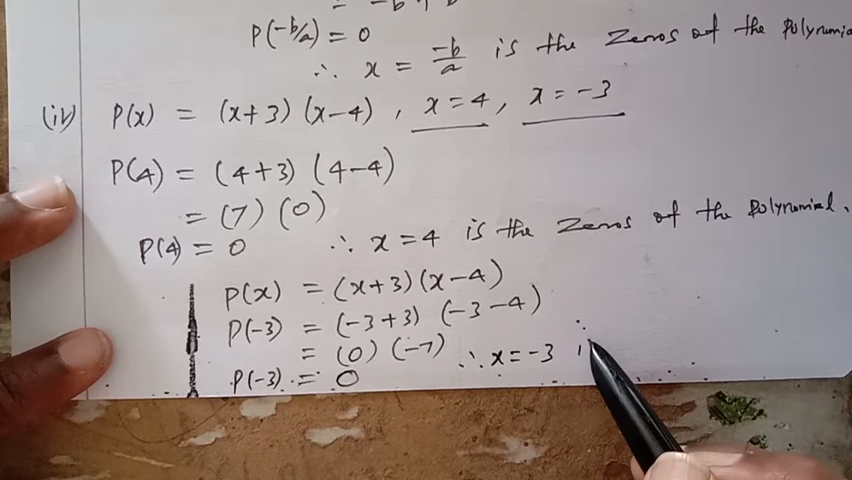 P(-b/a) = 0
∴ x = -b/a is the Zeros of the Polynomia
(iv) P(x) = (x+3) (x-4) , x=4 , x=-3
P(4) = (4+3) (4-4)
= (7) (0)
P(4) = 0 ∴ x=4 is the Zeros of the Polynomial.
P(x) = (x+3) (x-4)
P(-3) = (-3+3) (-3-4)
= (0) (-7) ∴ x=-3 i
P(-3) = 0